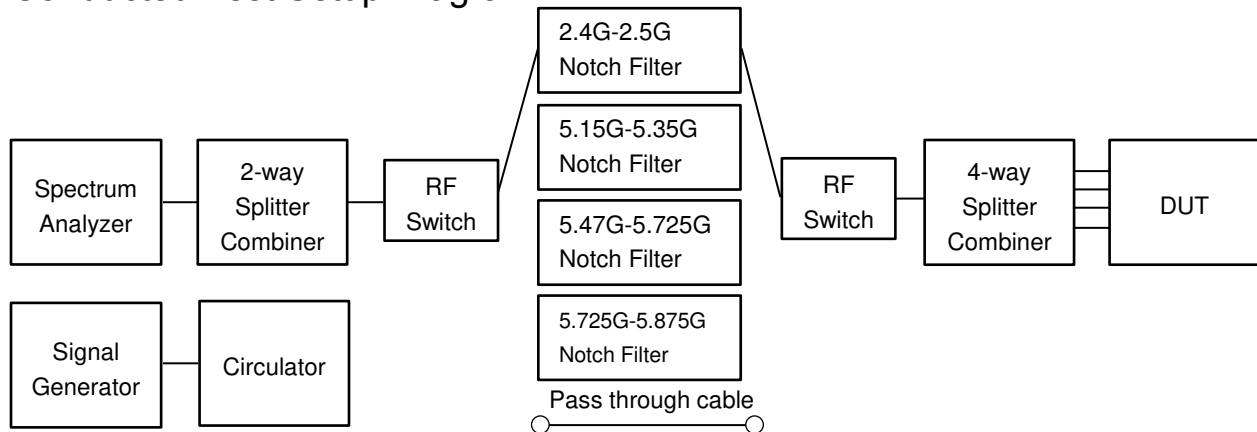 2.4G-2.5G
Notch Filter
5.15G-5.35G
Notch Filter
5.47G-5.725G
Notch Filter
5.725G-5.875G
Notch Filter
Pass through cable
Spectrum
Analyzer
2-way
Splitter
Combiner
RF
Switch
RF
Switch
4-way
Splitter
Combiner
DUT
Signal
Generator
Circulator